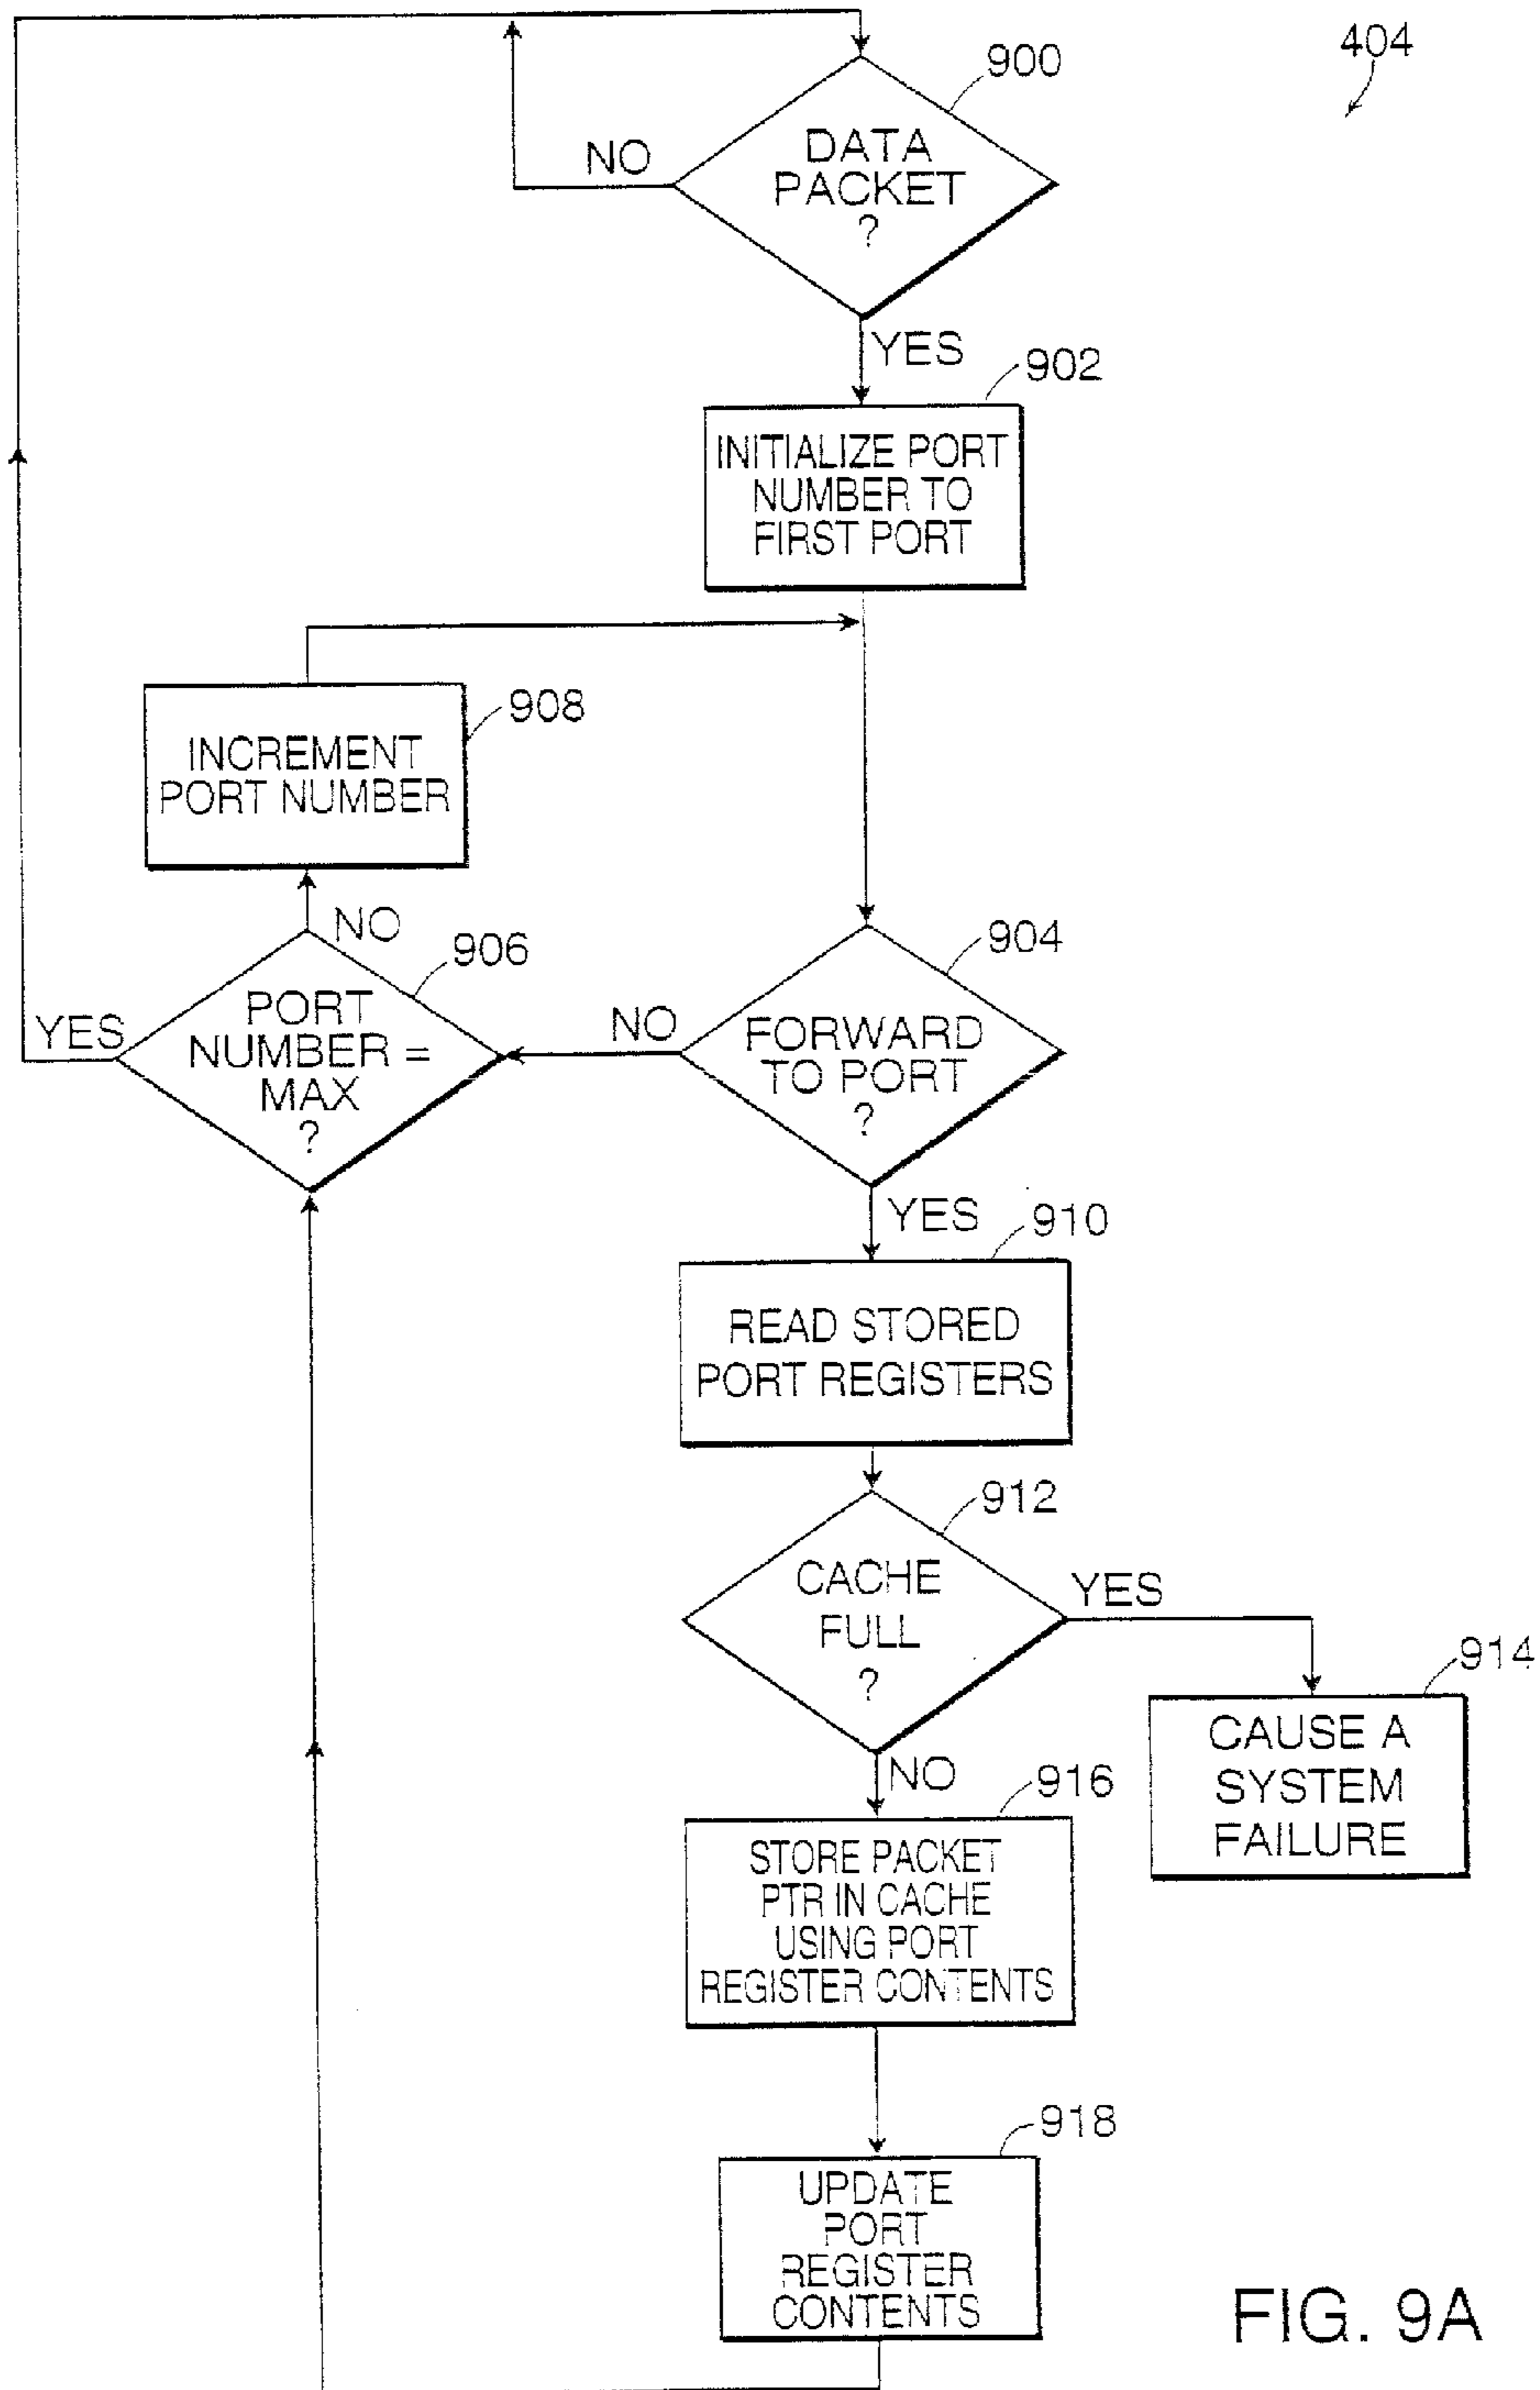 404
900
DATA
PACKET
?
NO
YES
902
INITIALIZE PORT
NUMBER TO
FIRST PORT
908
INCREMENT
PORT NUMBER
NO
906
PORT
NUMBER =
MAX
?
YES
904
NO
FORWARD
TO PORT
?
YES
910
READ STORED
PORT REGISTERS
912
CACHE
FULL
?
YES
914
CAUSE A
SYSTEM
FAILURE
NO
916
STORE PACKET
PTR IN CACHE
USING PORT
REGISTER CONTENTS
918
UPDATE
PORT
REGISTER
CONTENTS
FIG. 9A